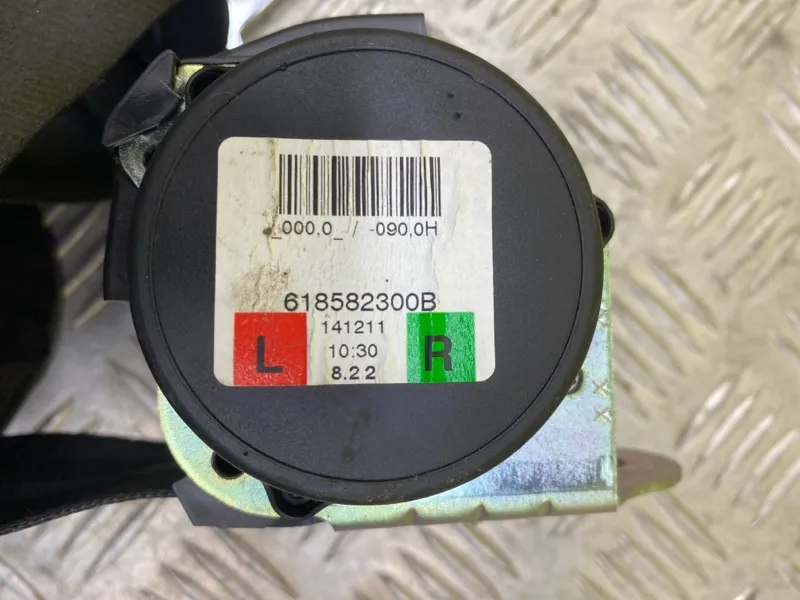 _000,0_ / -090,0H
618582300B
L
141211
10:30
8.2 2
R